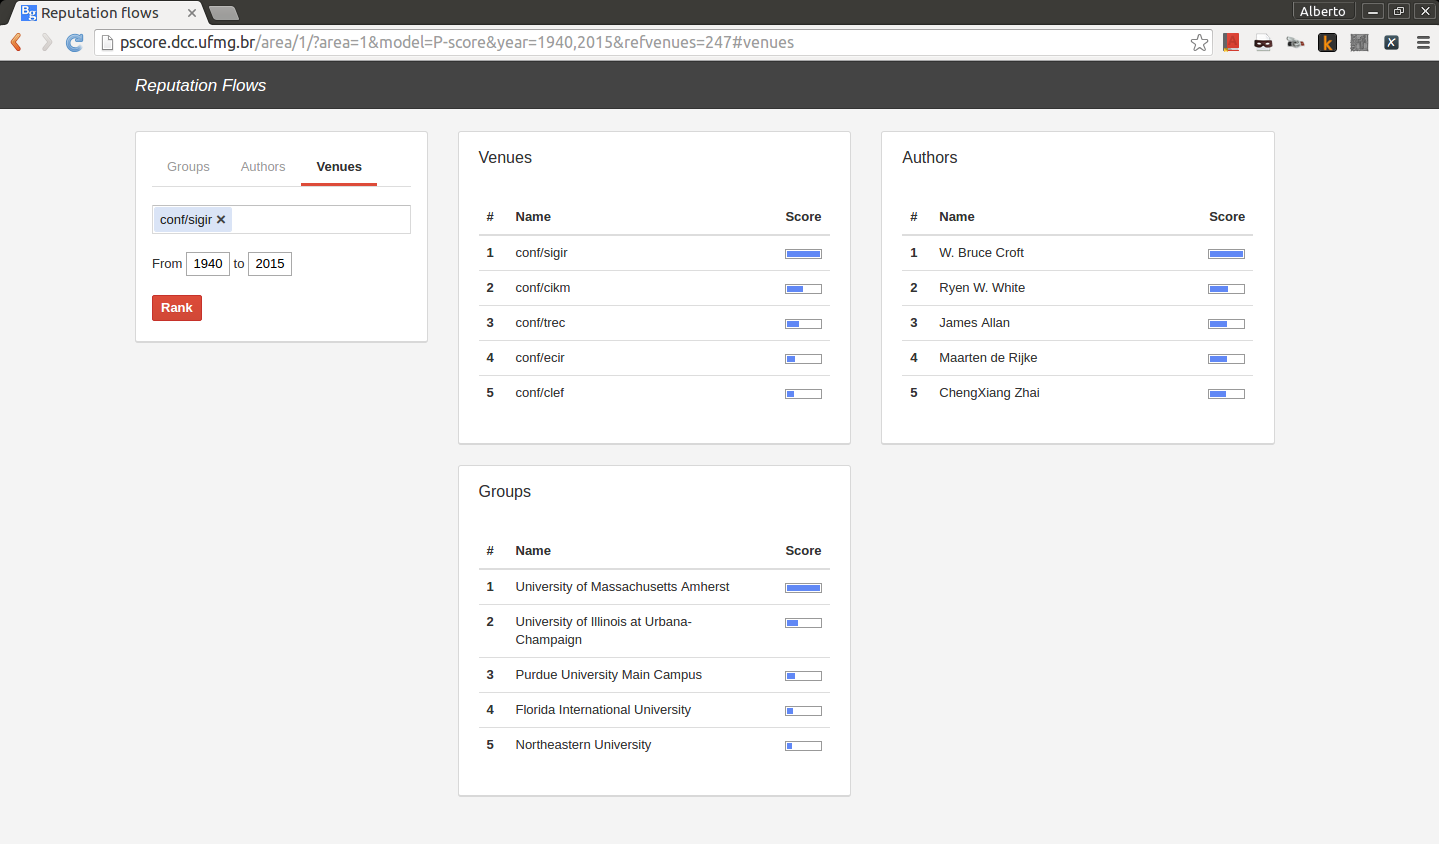 Bg Reputation flows
Alberto
pscore.dcc.ufmg.br/area/1/?area=1&model=P-score&year=1940,2015&refvenues=247#venues
k
Reputation Flows
Groups Authors Venues
conf/sigir
From 1940 to 2015
Rank
Venues
# Name Score
1 conf/sigir
2 conf/cikm
3 conf/trec
4 conf/ecir
5 conf/clef
Authors
# Name Score
1 W. Bruce Croft
2 Ryen W. White
3 James Allan
4 Maarten de Rijke
5 ChengXiang Zhai
Groups
# Name Score
1 University of Massachusetts Amherst
2 University of Illinois at Urbana-
Champaign
3 Purdue University Main Campus
4 Florida International University
5 Northeastern University